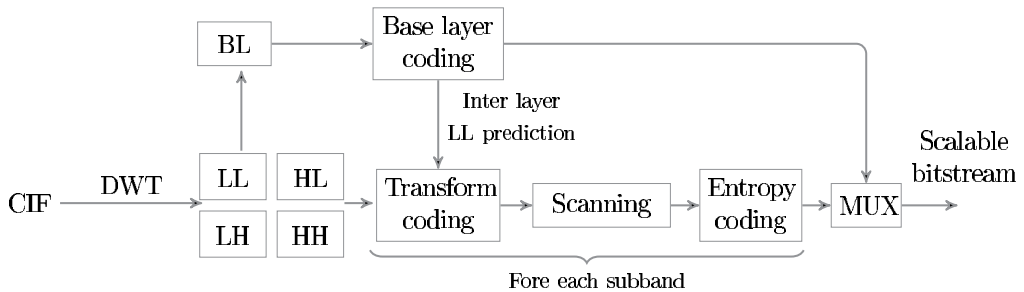 BL
Base layer
coding
Inter layer
LL prediction
Scalable
bitstream
CIF
DWT
LL
HL
LH
HH
Transform
coding
Scanning
Entropy
coding
MUX
Fore each subband